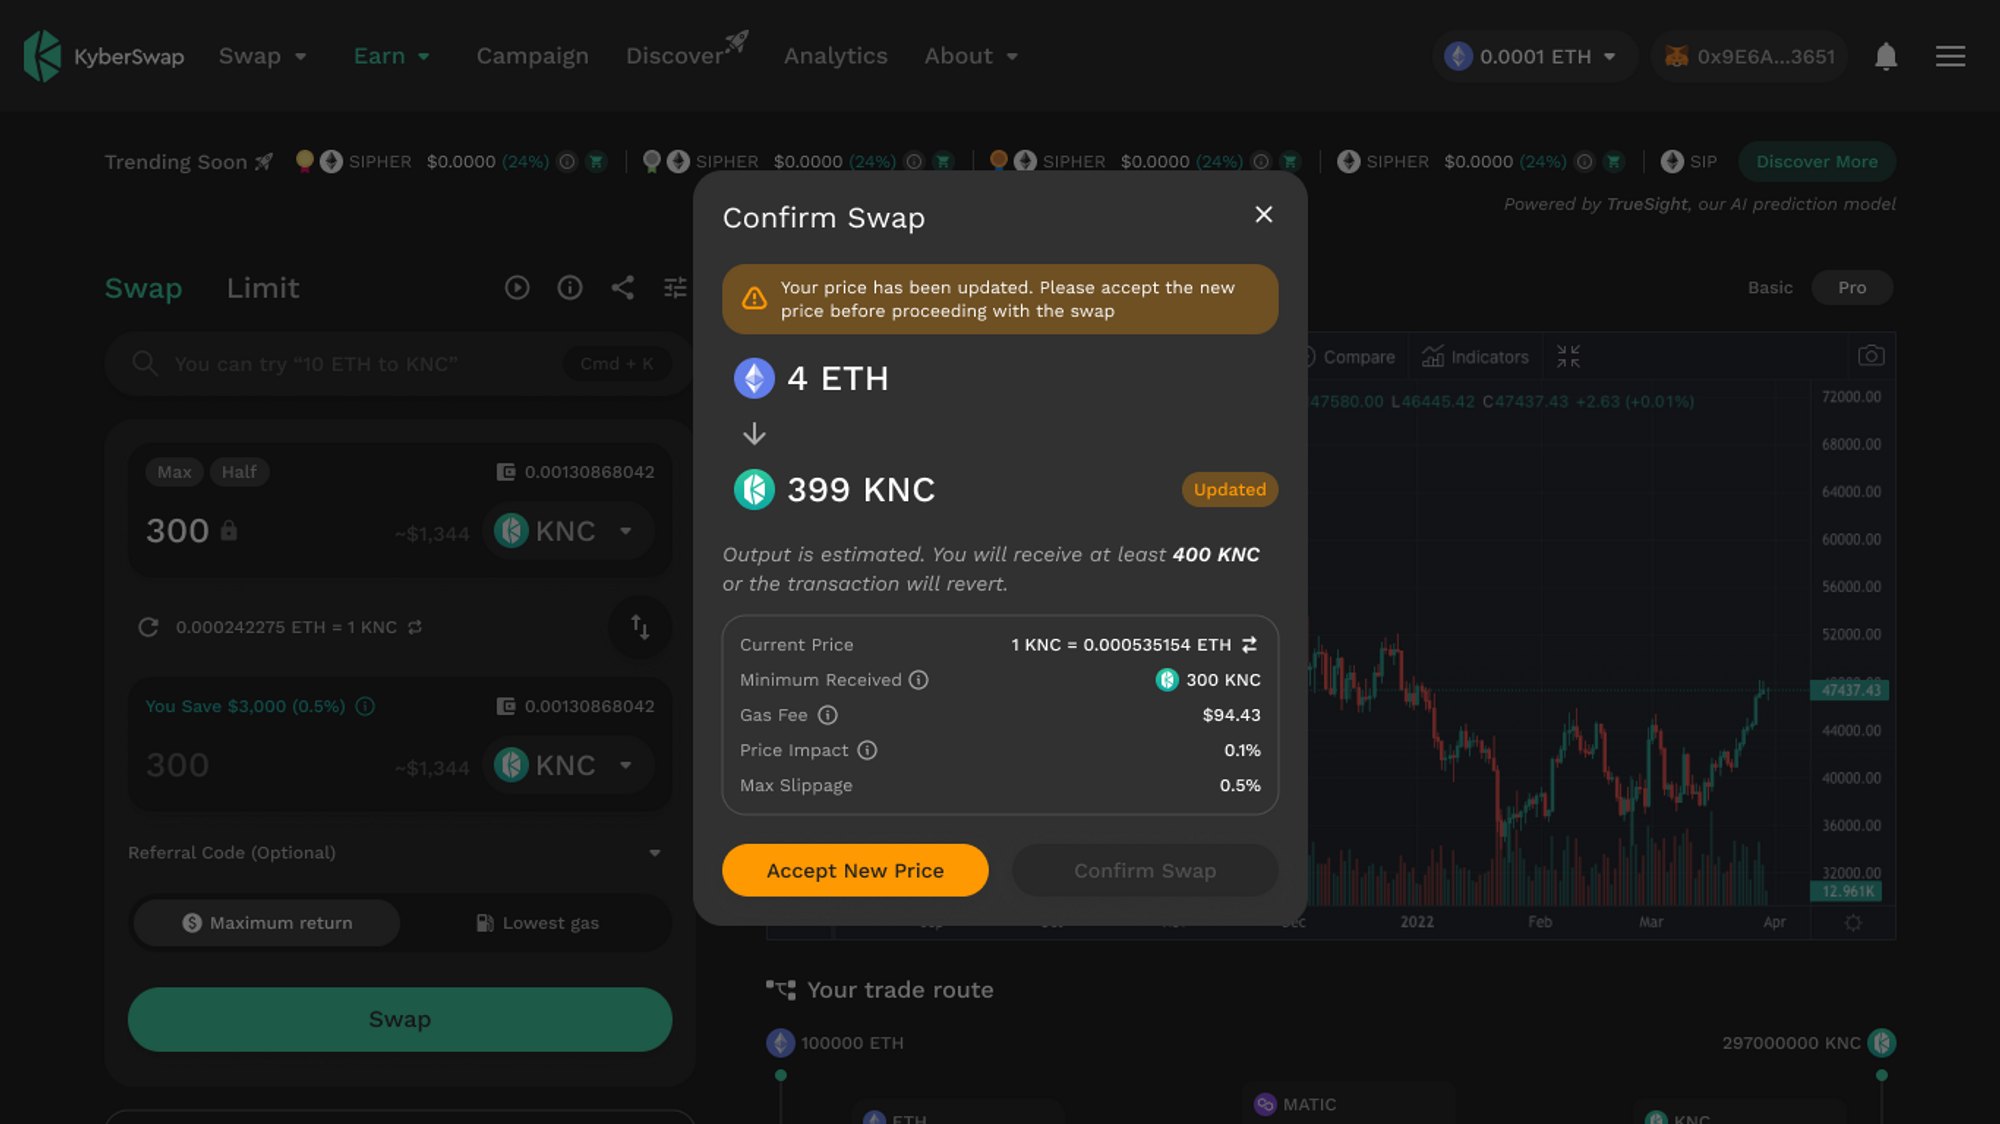 KyberSwap Swap Earn Campaign Discover Analytics About 0.0001 ETH 0x9E6A...3651
Trending Soon SIPHER $0.0000 (24%) SIPHER $0.0000 (24%) SIPHER $0.0000 (24%) SIPHER $0.0000 (24%) SIP Discover More
Powered by TrueSight, our AI prediction model
Swap Limit
You can try “10 ETH to KNC” Cmd + K
Max Half 0.00130868042
300 ~$1,344 KNC
0.000242275 ETH = 1 KNC
You Save $3,000 (0.5%) 0.00130868042
300 ~$1,344 KNC
Referral Code (Optional)
Maximum return Lowest gas
Swap
Confirm Swap
Your price has been updated. Please accept the new
price before proceeding with the swap
4 ETH
399 KNC Updated
Output is estimated. You will receive at least 400 KNC
or the transaction will revert.
Current Price 1 KNC = 0.000535154 ETH
Minimum Received 300 KNC
Gas Fee $94.43
Price Impact 0.1%
Max Slippage 0.5%
Accept New Price Confirm Swap
Basic Pro
Compare Indicators
47580.00 L46445.42 C47437.43 +2.63 (+0.01%)
72000.00
68000.00
64000.00
60000.00
56000.00
52000.00
47437.43
44000.00
40000.00
36000.00
32000.00
12.961K
2022 Feb Mar Apr
Your trade route
100000 ETH 297000000 KNC
MATIC
ETH KNC